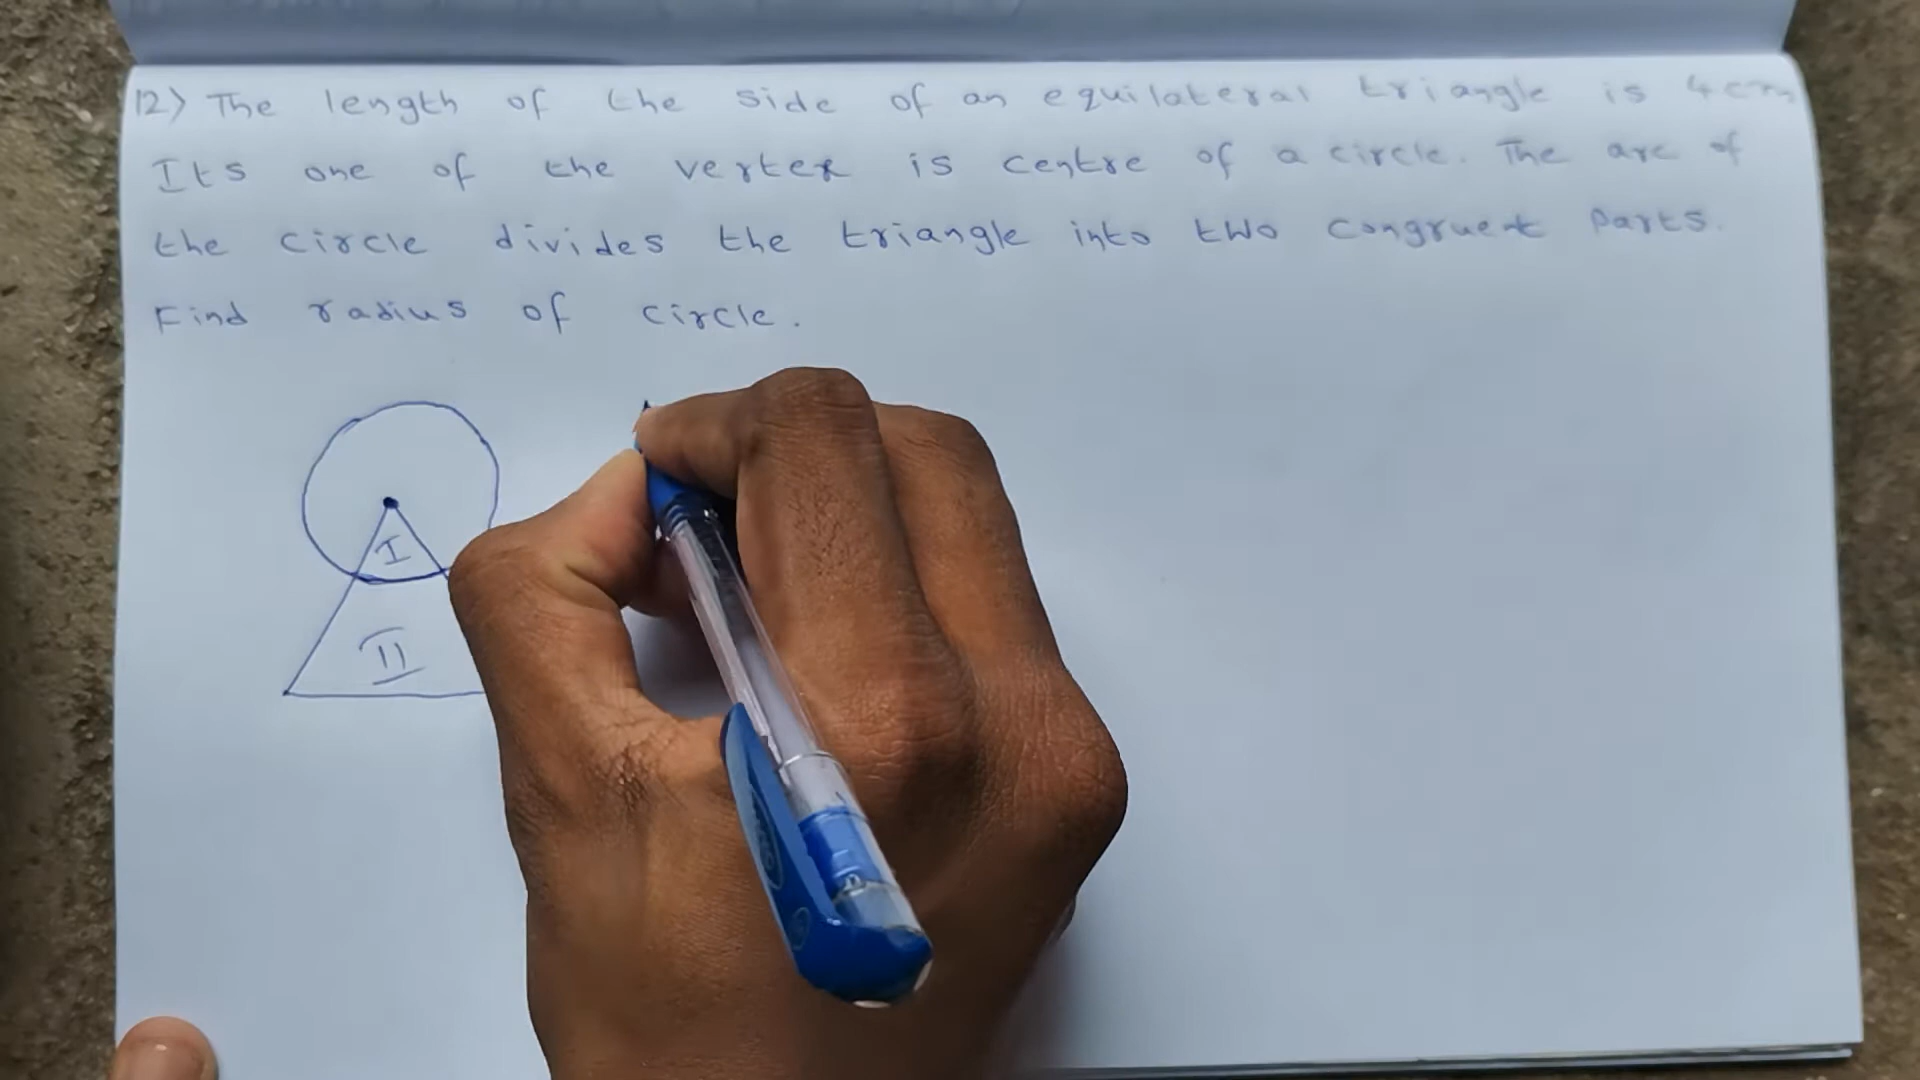 12) The length of the side of an equilateral triangle is 4cm
Its one of the vertex is centre of a circle. The arc of
the circle divides the triangle into two congruent parts.
Find radius of circle.
I
II